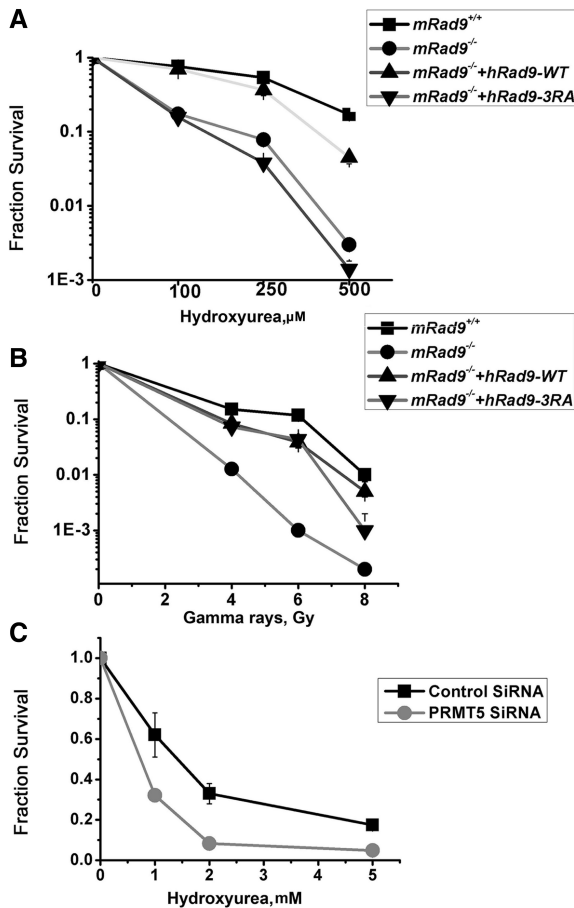 A
mRad9+/+
mRad9-/-
mRad9-/-+hRad9-WT
mRad9-/-+hRad9-3RA
Fraction Survival
1
0.1
0.01
1E-3
0 100 250 500
Hydroxyurea,µM
B
mRad9+/+
mRad9-/-
mRad9-/-+hRad9-WT
mRad9-/-+hRad9-3RA
Fraction Survival
1
0.1
0.01
1E-3
0 2 4 6 8
Gamma rays, Gy
C
Control SiRNA
PRMT5 SiRNA
Fraction Survival
1.0
0.8
0.6
0.4
0.2
0.0
0 1 2 3 4 5
Hydroxyurea,mM